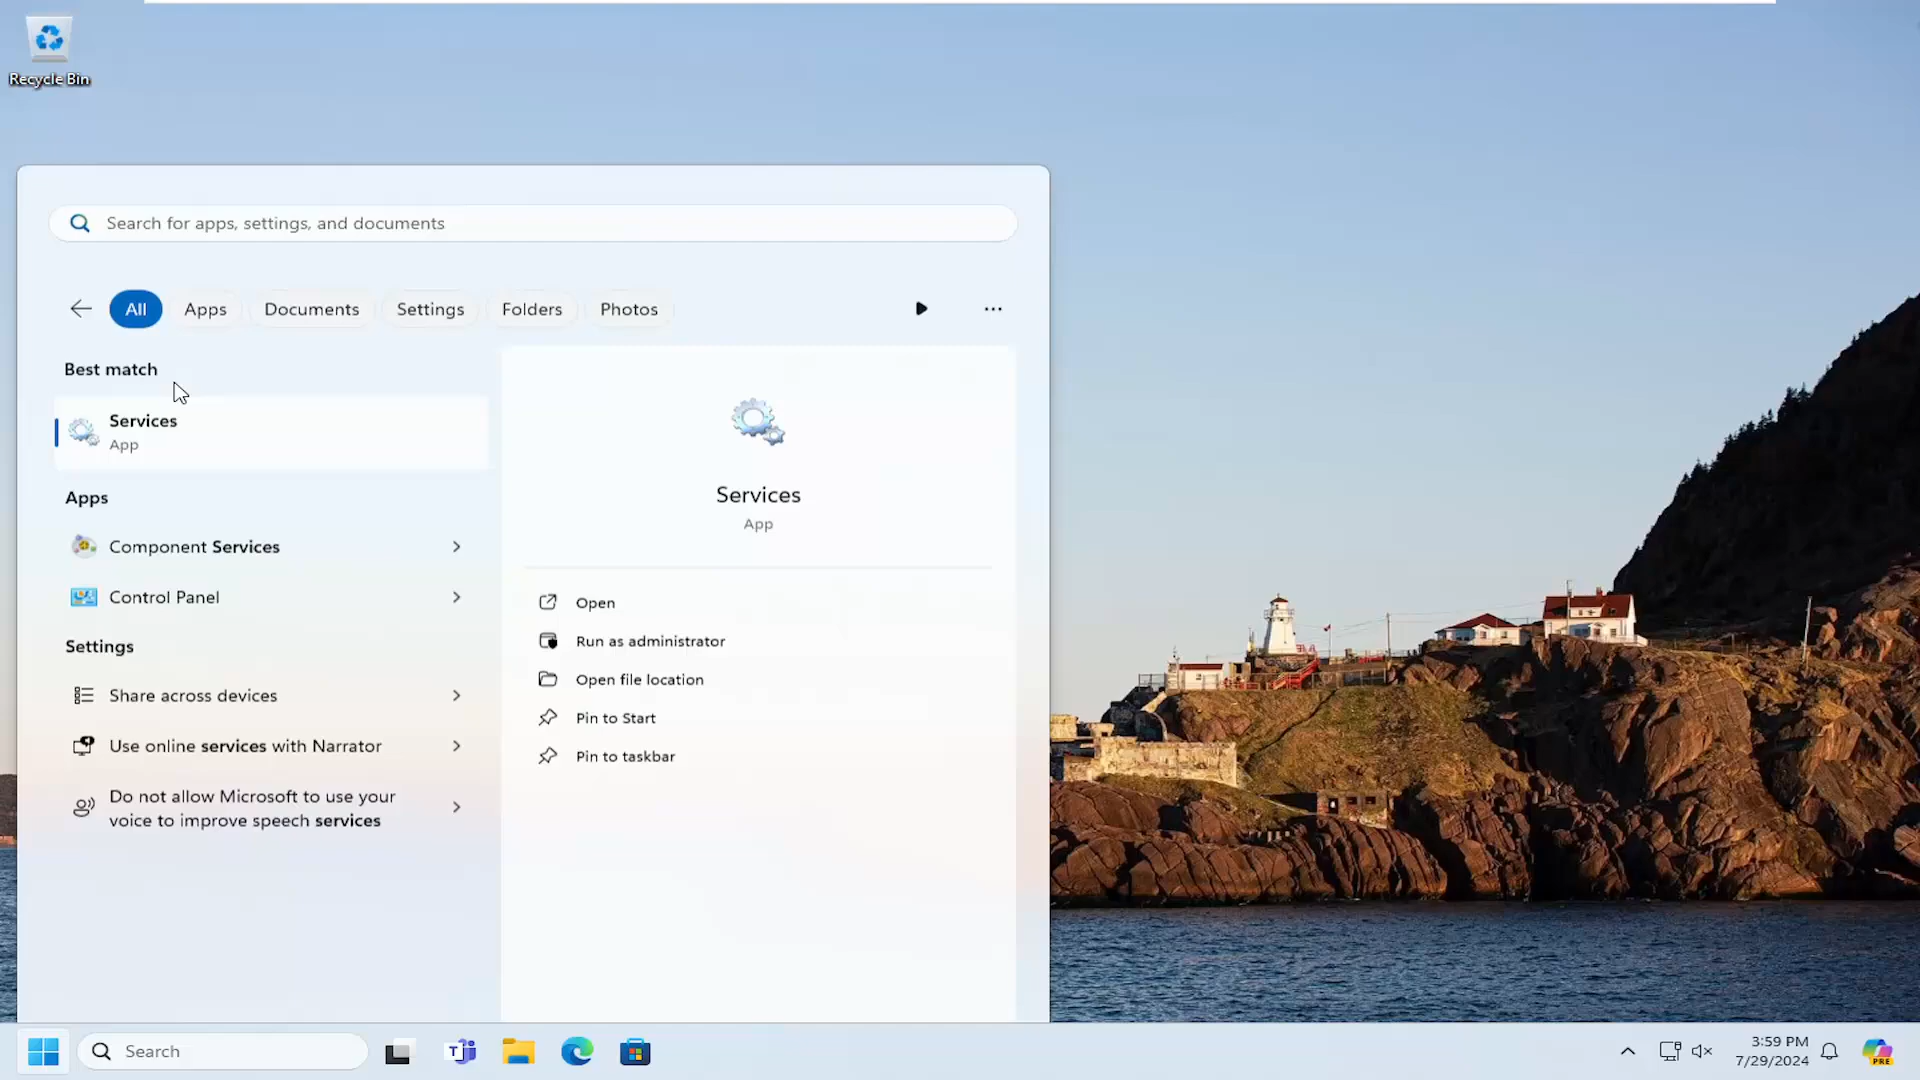 Recycle Bin
Search for apps, settings, and documents
All
Apps
Documents
Settings
Folders
Photos
Best match
Services
App
Apps
Component Services
Control Panel
Settings
Share across devices
Use online services with Narrator
Do not allow Microsoft to use your
voice to improve speech services
Services
App
Open
Run as administrator
Open file location
Pin to Start
Pin to taskbar
Search
3:59 PM
7/29/2024
PRE